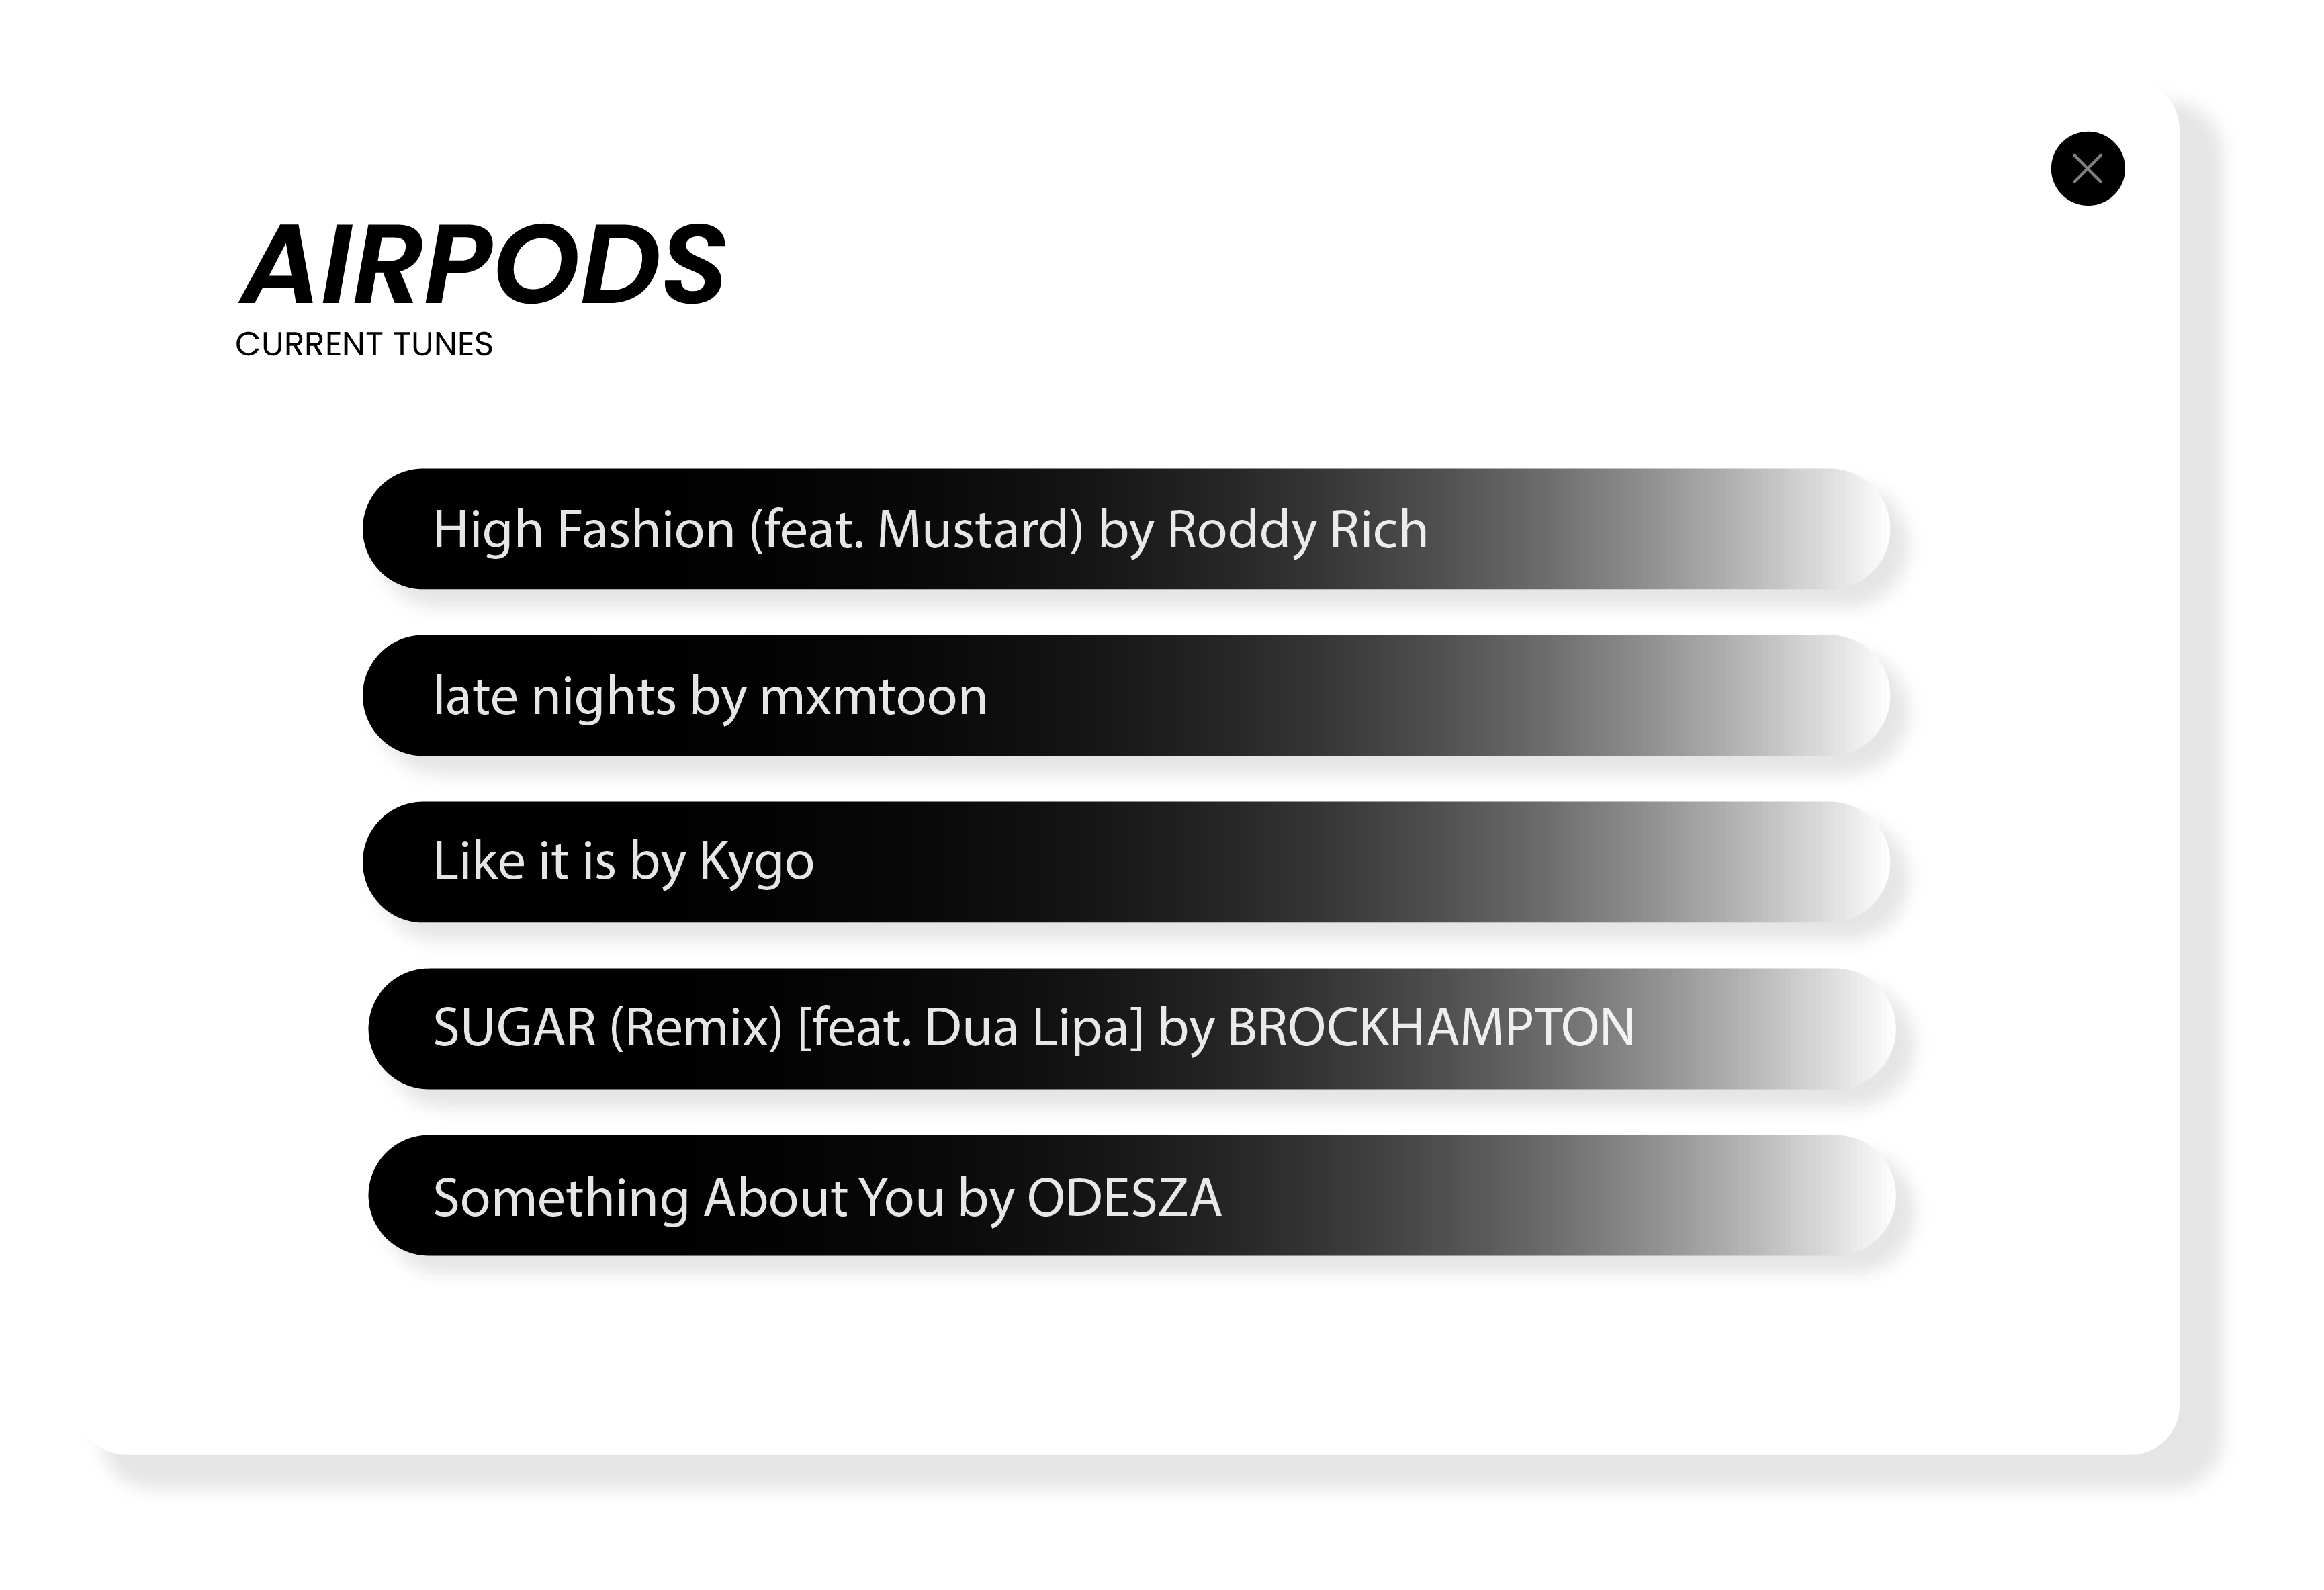 AIRPODS
CURRENT TUNES
High Fashion (feat. Mustard) by Roddy Rich
late nights by mxmtoon
Like it is by Kygo
SUGAR (Remix) [feat. Dua Lipa] by BROCKHAMPTON
Something About You by ODESZA